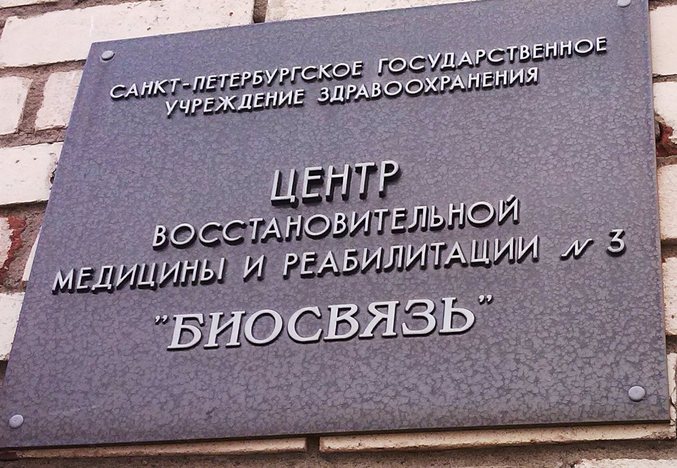 САНКТ-ПЕТЕРБУРГСКОЕ ГОСУДАРСТВЕННОЕ
УЧРЕЖДЕНИЕ ЗДРАВООХРАНЕНИЯ
ЦЕНТР
ВОССТАНОВИТЕЛЬНОЙ
МЕДИЦИНЫ И РЕАБИЛИТАЦИИ № 3
"БИОСВЯЗЬ"